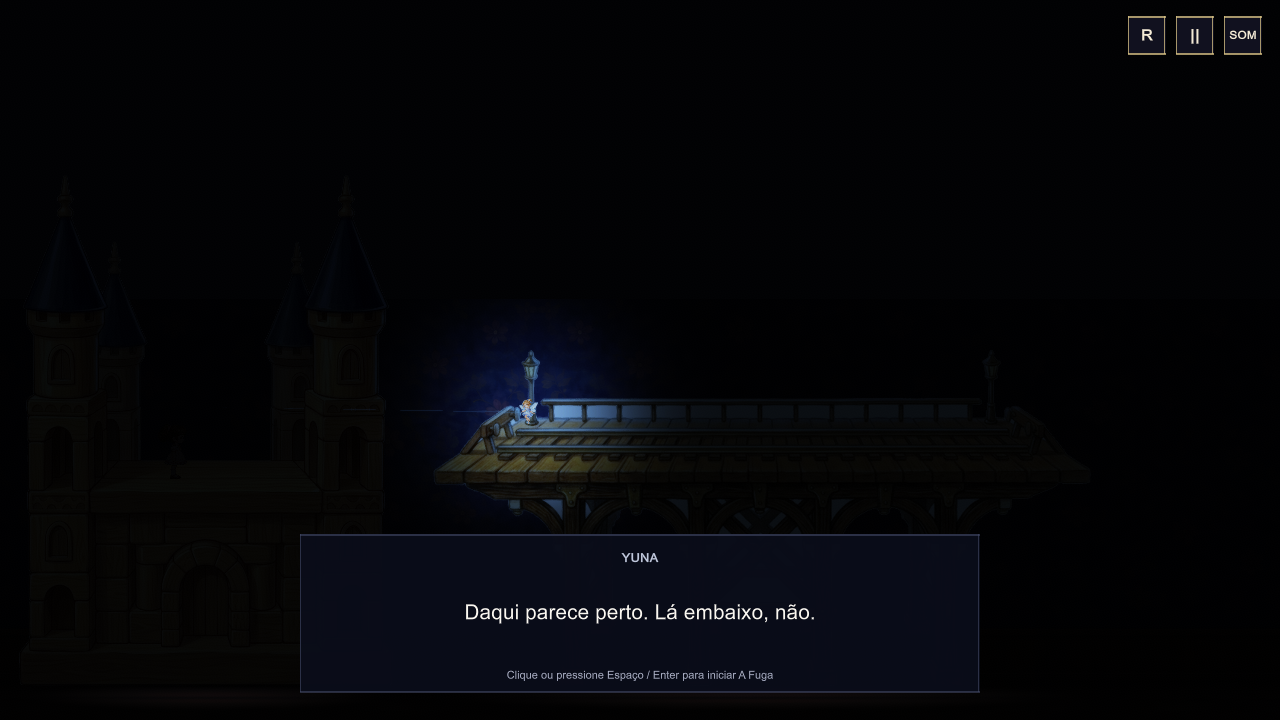 R
||
SOM
YUNA
Daqui parece perto. Lá embaixo, não.
Clique ou pressione Espaço / Enter para iniciar A Fuga